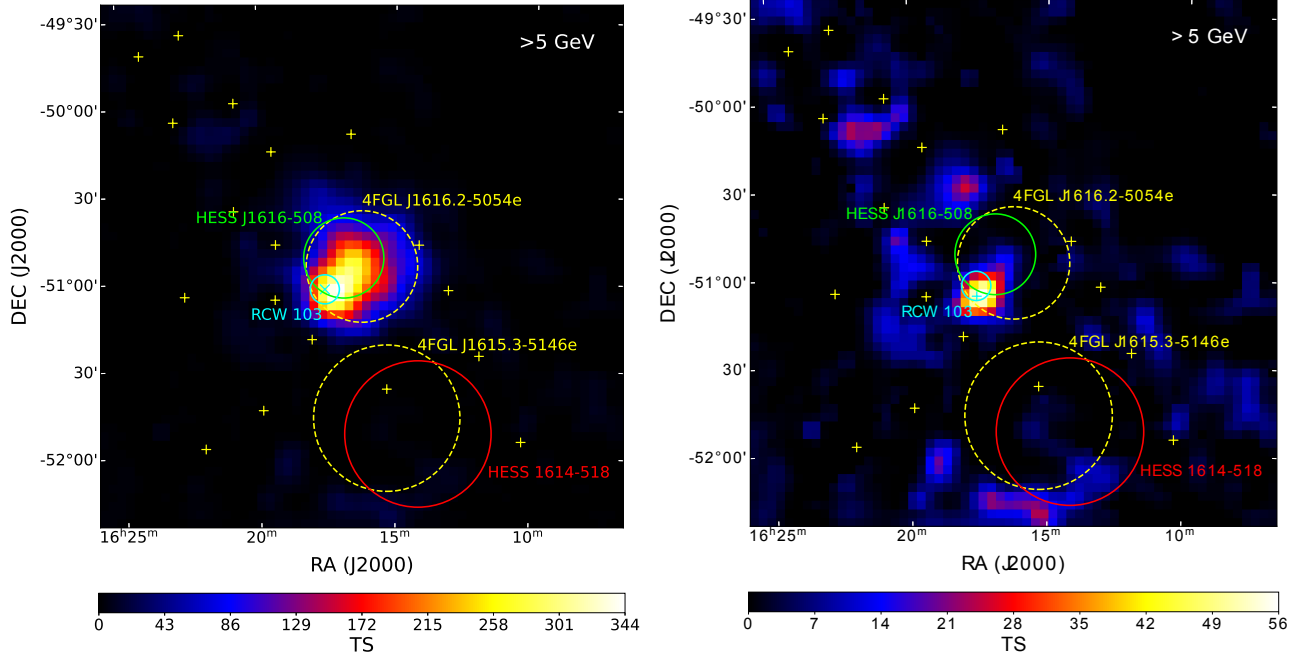 -49°30'
-50°00'
30'
-51°00'
30'
-52°00'
DEC (J2000)
>5 GeV
4FGL J1616.2-5054e
HESS J1616-508
RCW 103
4FGL J1615.3-5146e
HESS 1614-518
16ʰ25ᵐ 20ᵐ 15ᵐ 10ᵐ
RA (J2000)
0 43 86 129 172 215 258 301 344
TS
-49°30'
-50°00'
30'
-51°00'
30'
-52°00'
DEC (J2000)
> 5 GeV
4FGL J1616.2-5054e
HESS J1616-508
RCW 103
4FGL J1615.3-5146e
HESS 1614-518
16ʰ25ᵐ 20ᵐ 15ᵐ 10ᵐ
RA (J2000)
0 7 14 21 28 35 42 49 56
TS